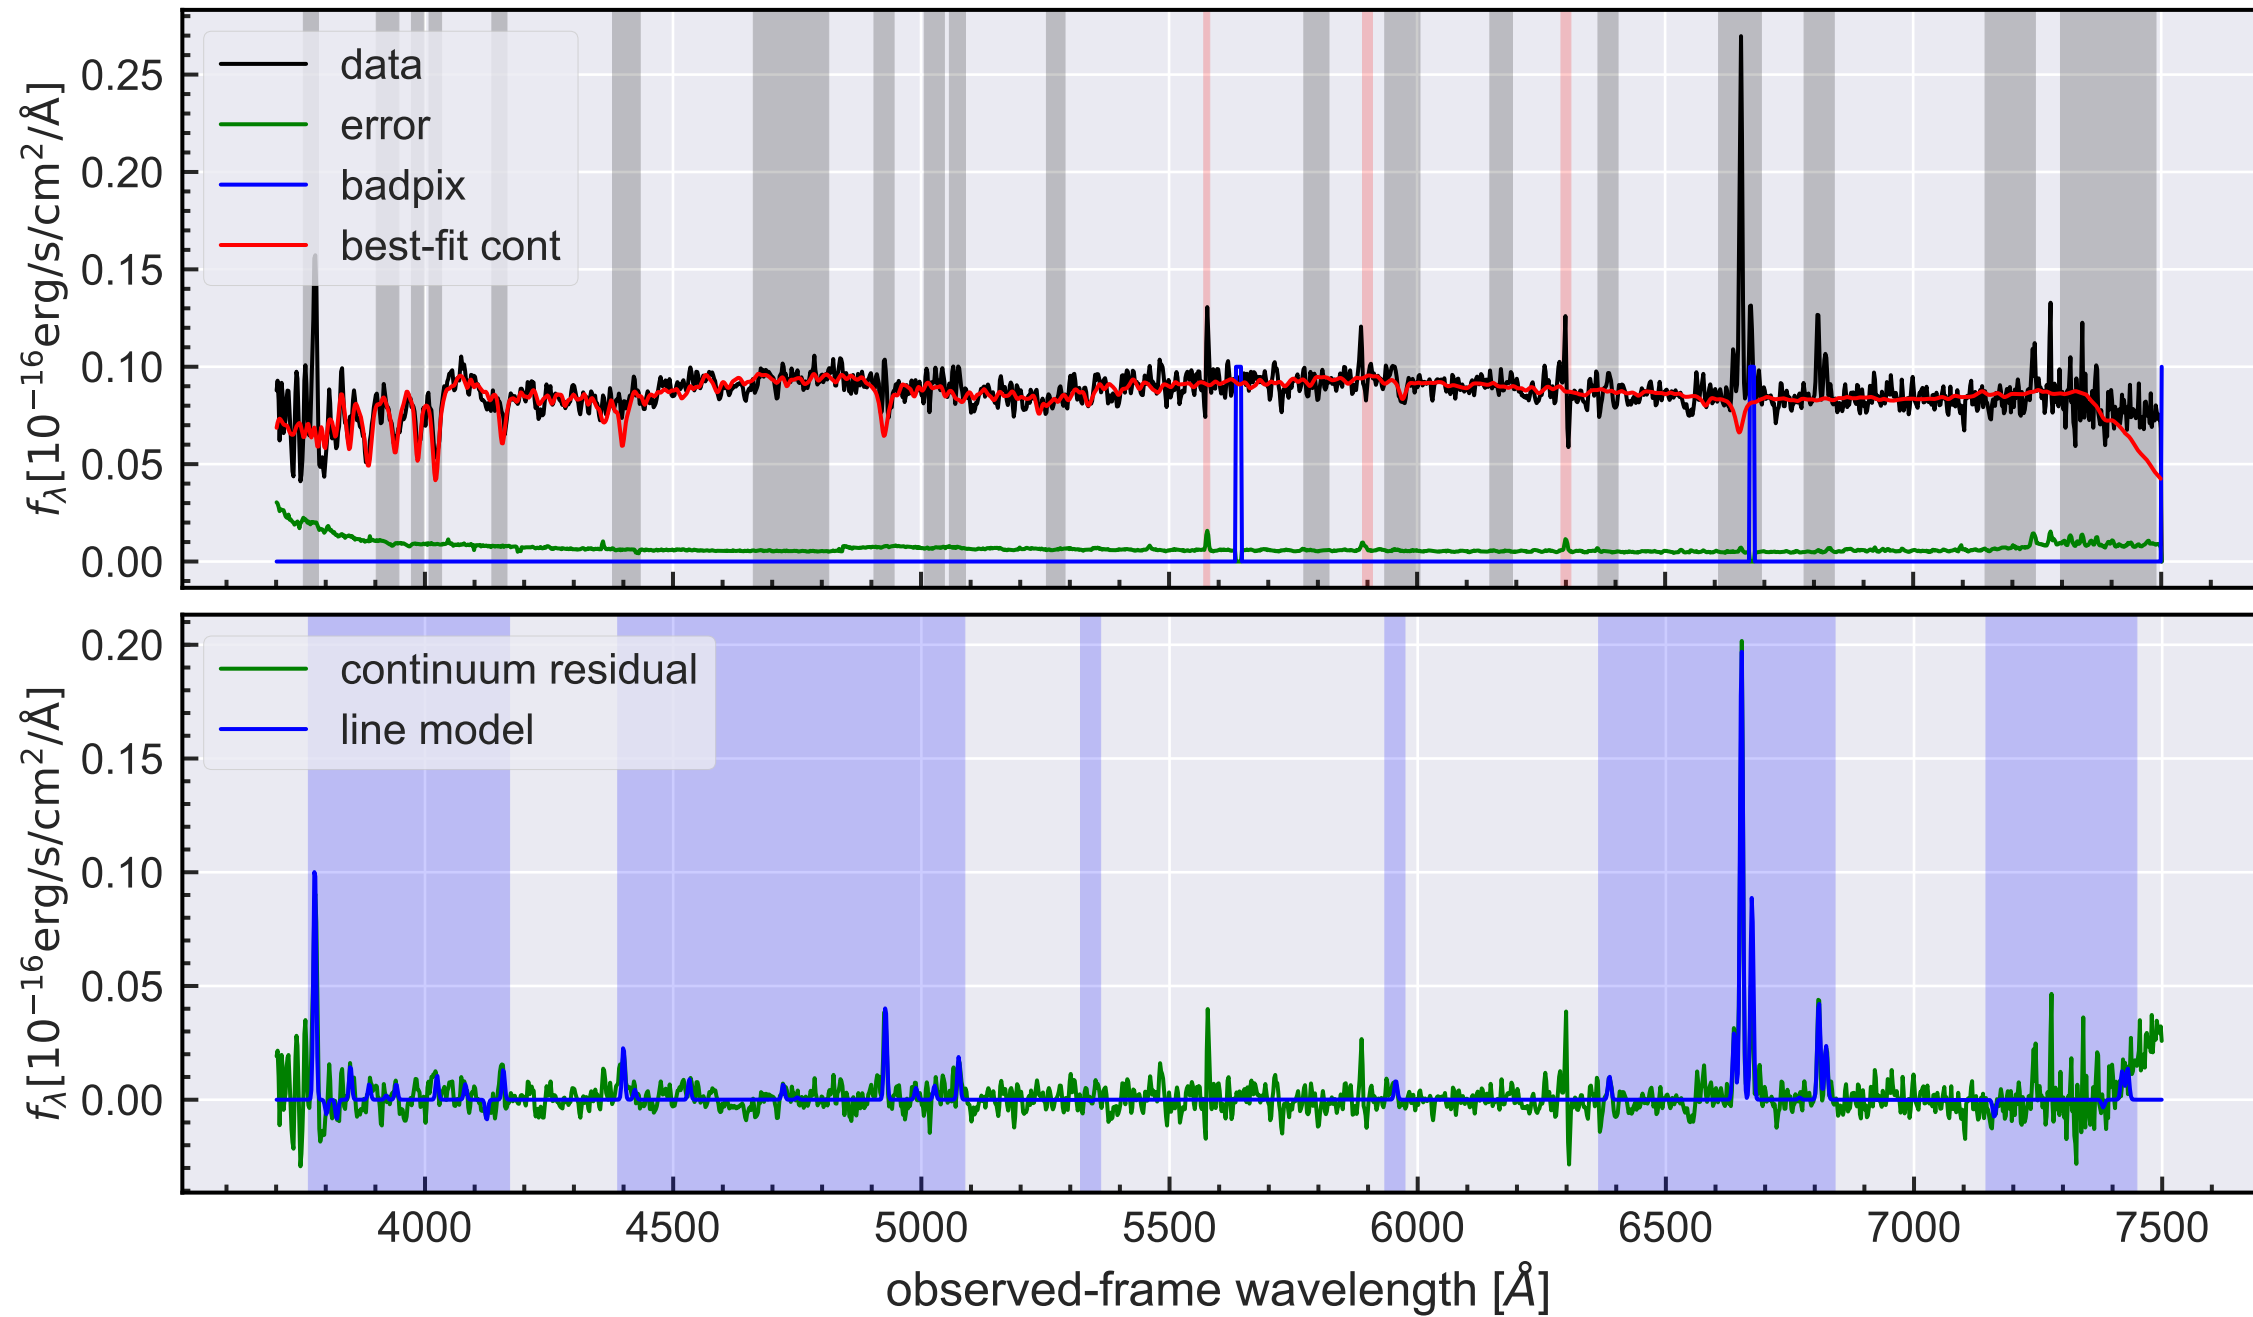 0.25
0.20
0.15
0.10
0.05
0.00
fλ[10⁻¹⁶erg/s/cm²/Å]
data
error
badpix
best-fit cont
0.20
0.15
0.10
0.05
0.00
fλ[10⁻¹⁶erg/s/cm²/Å]
continuum residual
line model
4000 4500 5000 5500 6000 6500 7000 7500
observed-frame wavelength [Å]